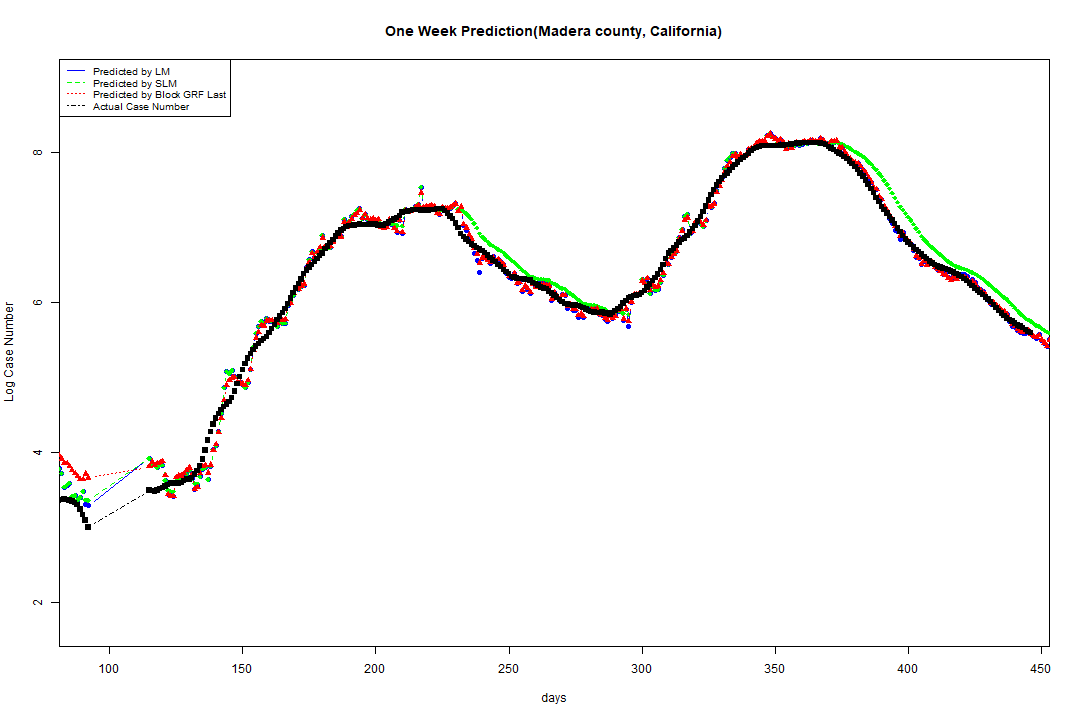 One Week Prediction(Madera county, California)
Predicted by LM
Predicted by SLM
Predicted by Block GRF Last
Actual Case Number
8
6
4
2
Log Case Number
100 150 200 250 300 350 400 450
days